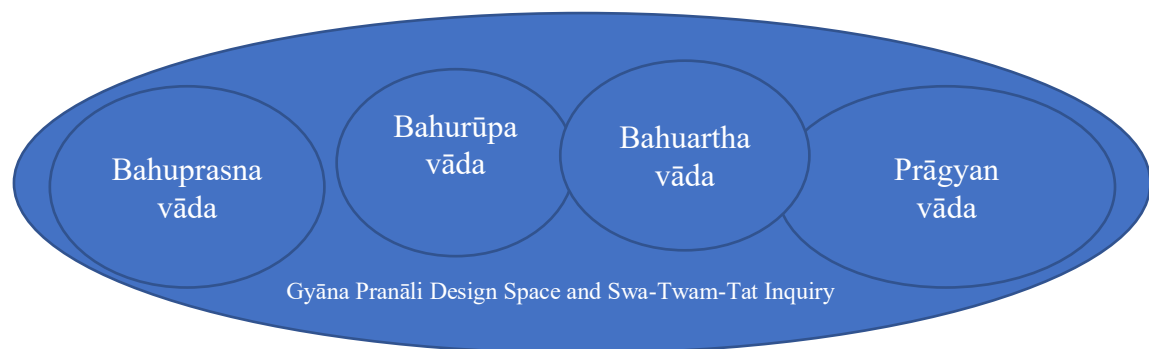 Bahuprasna
vāda
Bahurūpa
vāda
Bahuartha
vāda
Prāgyan
vāda
Gyāna Pranāli Design Space and Swa-Twam-Tat Inquiry